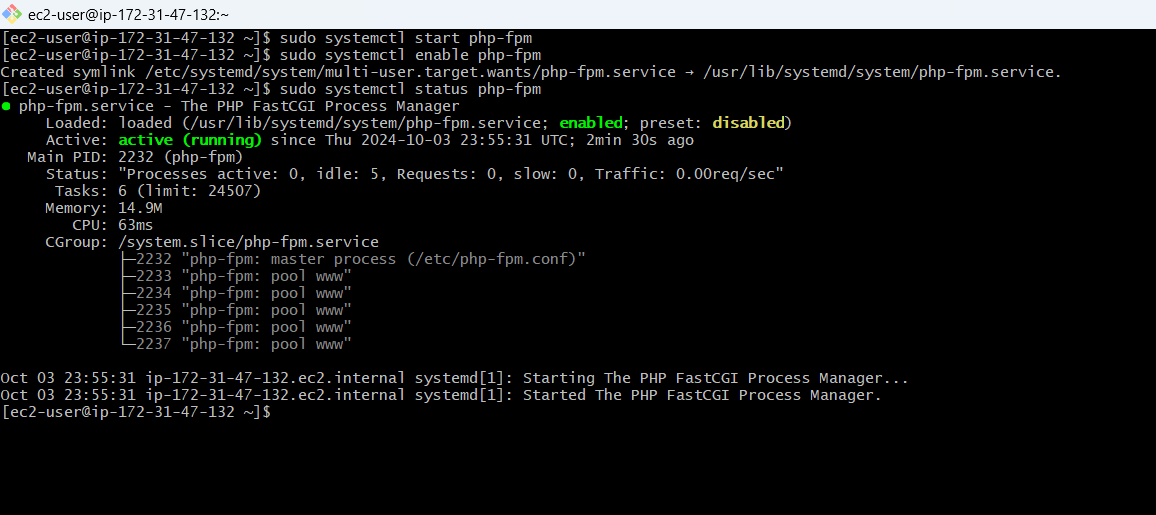 ec2-user@ip-172-31-47-132:~
[ec2-user@ip-172-31-47-132 ~]$ sudo systemctl start php-fpm
[ec2-user@ip-172-31-47-132 ~]$ sudo systemctl enable php-fpm
Created symlink /etc/systemd/system/multi-user.target.wants/php-fpm.service → /usr/lib/systemd/system/php-fpm.service.
[ec2-user@ip-172-31-47-132 ~]$ sudo systemctl status php-fpm
● php-fpm.service - The PHP FastCGI Process Manager
     Loaded: loaded (/usr/lib/systemd/system/php-fpm.service; enabled; preset: disabled)
     Active: active (running) since Thu 2024-10-03 23:55:31 UTC; 2min 30s ago
   Main PID: 2232 (php-fpm)
     Status: "Processes active: 0, idle: 5, Requests: 0, slow: 0, Traffic: 0.00req/sec"
      Tasks: 6 (limit: 24507)
     Memory: 14.9M
        CPU: 63ms
     CGroup: /system.slice/php-fpm.service
             ├─2232 "php-fpm: master process (/etc/php-fpm.conf)"
             ├─2233 "php-fpm: pool www"
             ├─2234 "php-fpm: pool www"
             ├─2235 "php-fpm: pool www"
             ├─2236 "php-fpm: pool www"
             └─2237 "php-fpm: pool www"
Oct 03 23:55:31 ip-172-31-47-132.ec2.internal systemd[1]: Starting The PHP FastCGI Process Manager...
Oct 03 23:55:31 ip-172-31-47-132.ec2.internal systemd[1]: Started The PHP FastCGI Process Manager.
[ec2-user@ip-172-31-47-132 ~]$